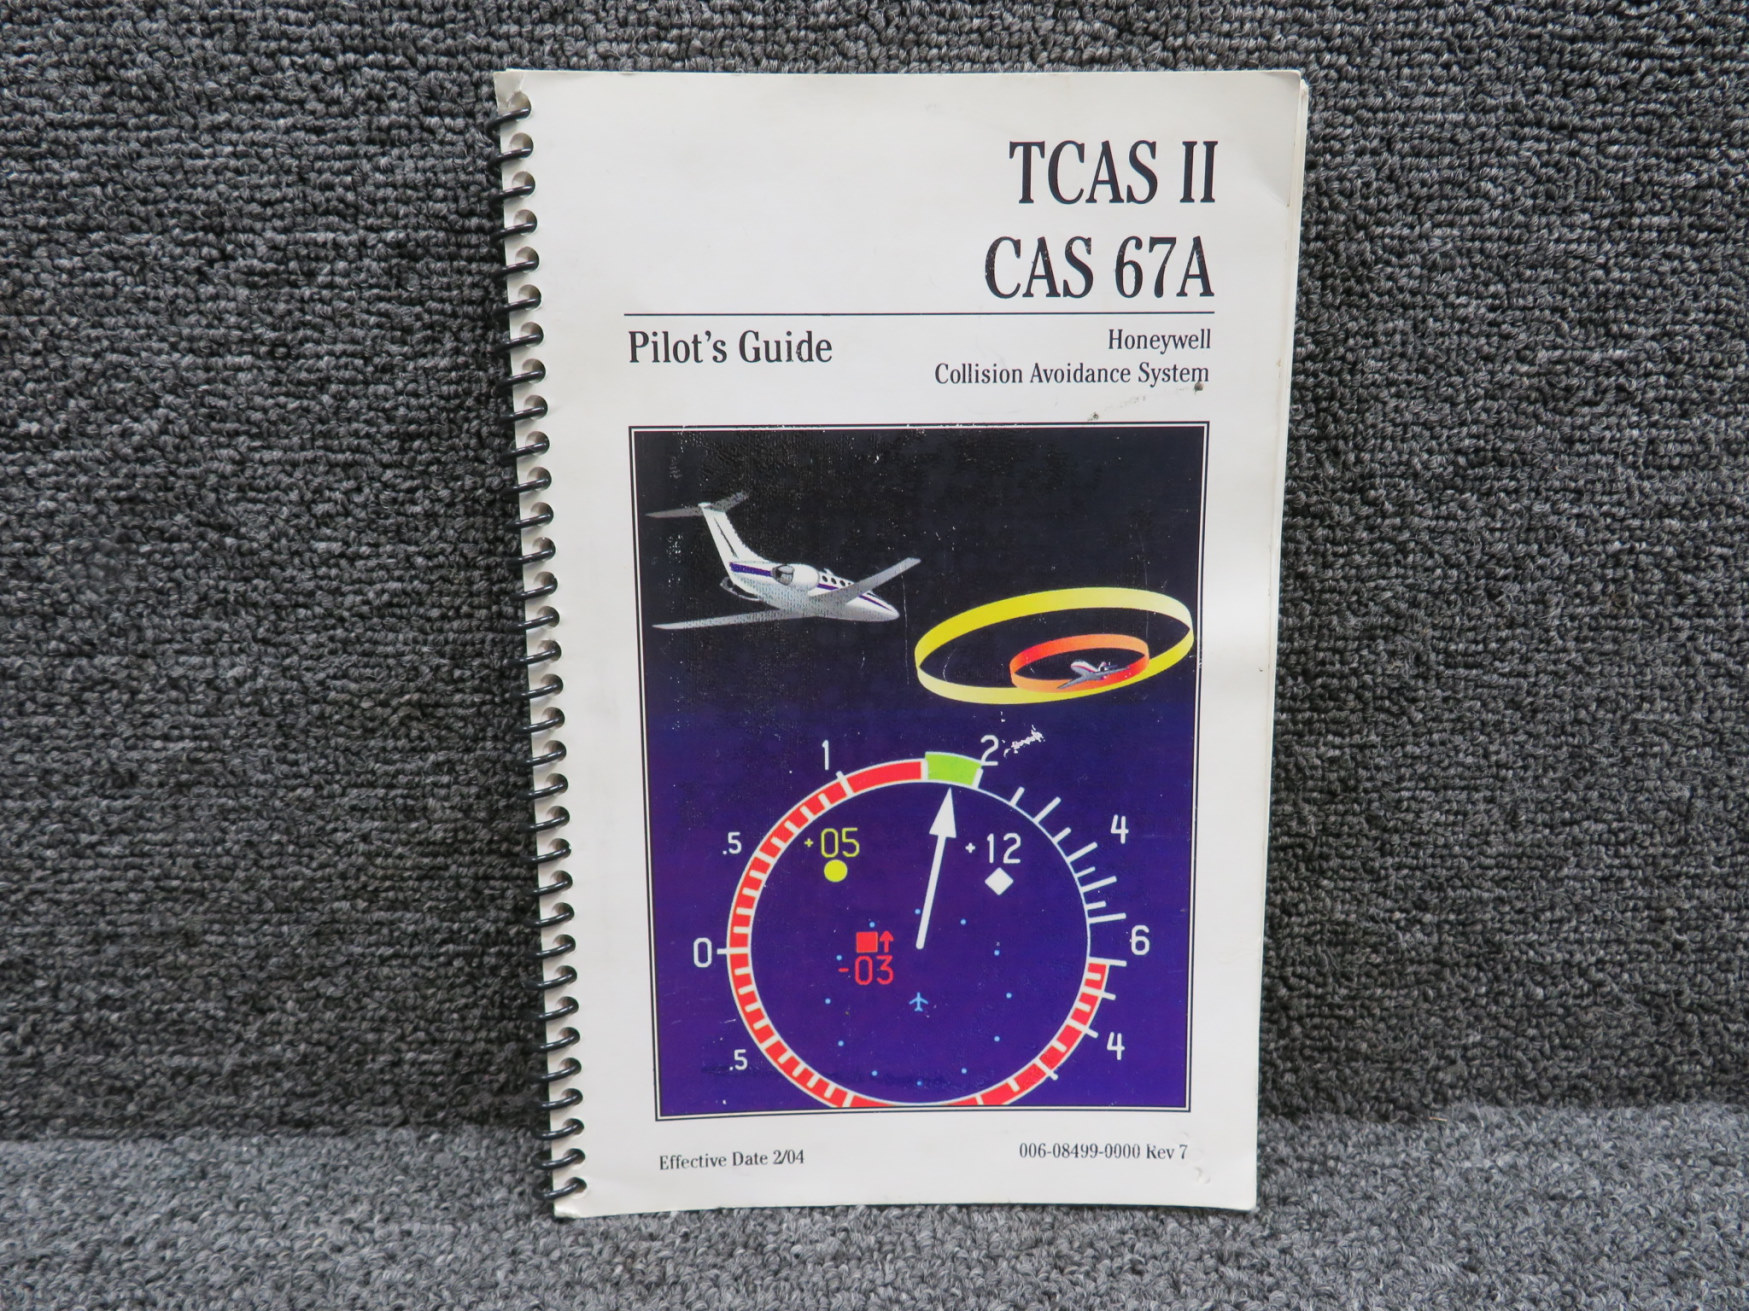 TCAS II
CAS 67A
Pilot's Guide
Honeywell
Collision Avoidance System
1
2
.5
+05
+12
4
0
-03
6
.5
4
Effective Date 2/04
006-08499-0000 Rev 7